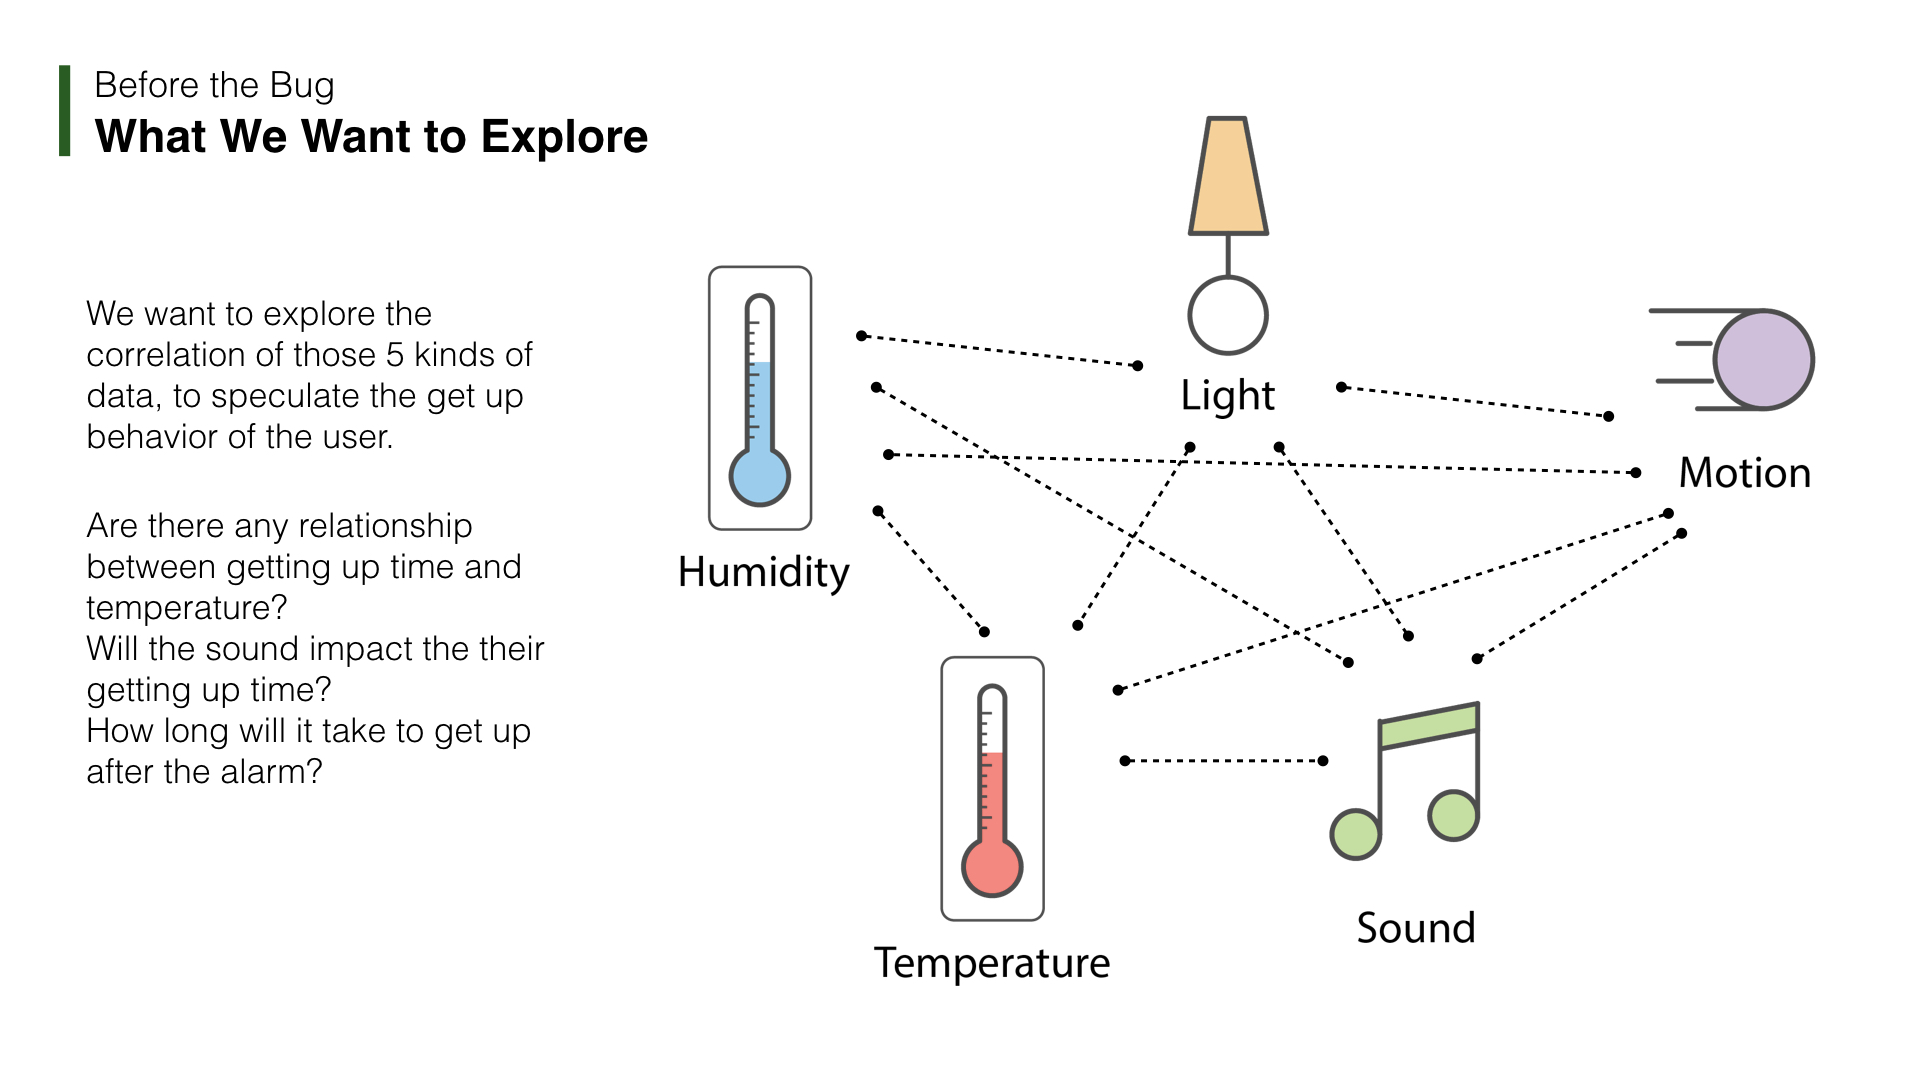 Before the Bug
What We Want to Explore
We want to explore the
correlation of those 5 kinds of
data, to speculate the get up
behavior of the user.
Are there any relationship
between getting up time and
temperature?
Will the sound impact the their
getting up time?
How long will it take to get up
after the alarm?
Light
Motion
Humidity
Sound
Temperature